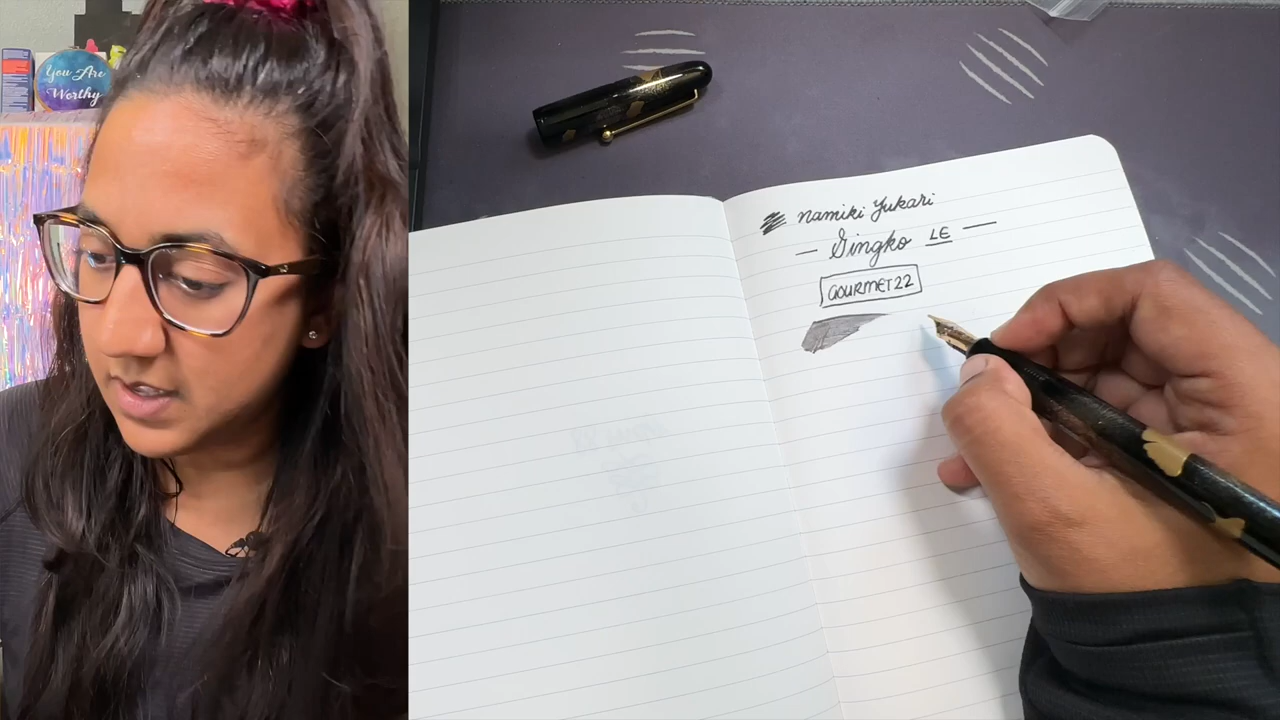 You Are
Worthy
Namiki Yukari
— Gingko LE —
GOURMET22